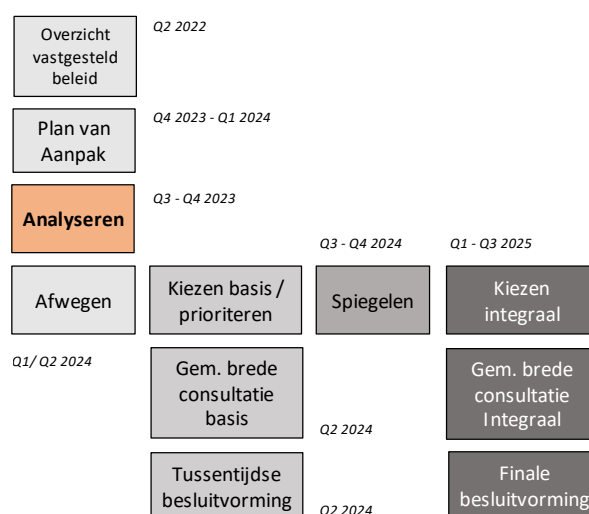 Overzicht
vastgesteld
beleid
Q2 2022
Plan van
Aanpak
Q4 2023 - Q1 2024
Analyseren
Q3 - Q4 2023
Q3 - Q4 2024
Q1 - Q3 2025
Afwegen
Kiezen basis /
prioriteren
Spiegelen
Kiezen
integraal
Q1/ Q2 2024
Gem. brede
consultatie
basis
Q2 2024
Gem. brede
consultatie
Integraal
Tussentijdse
besluitvorming
Q2 2024
Finale
besluitvorming